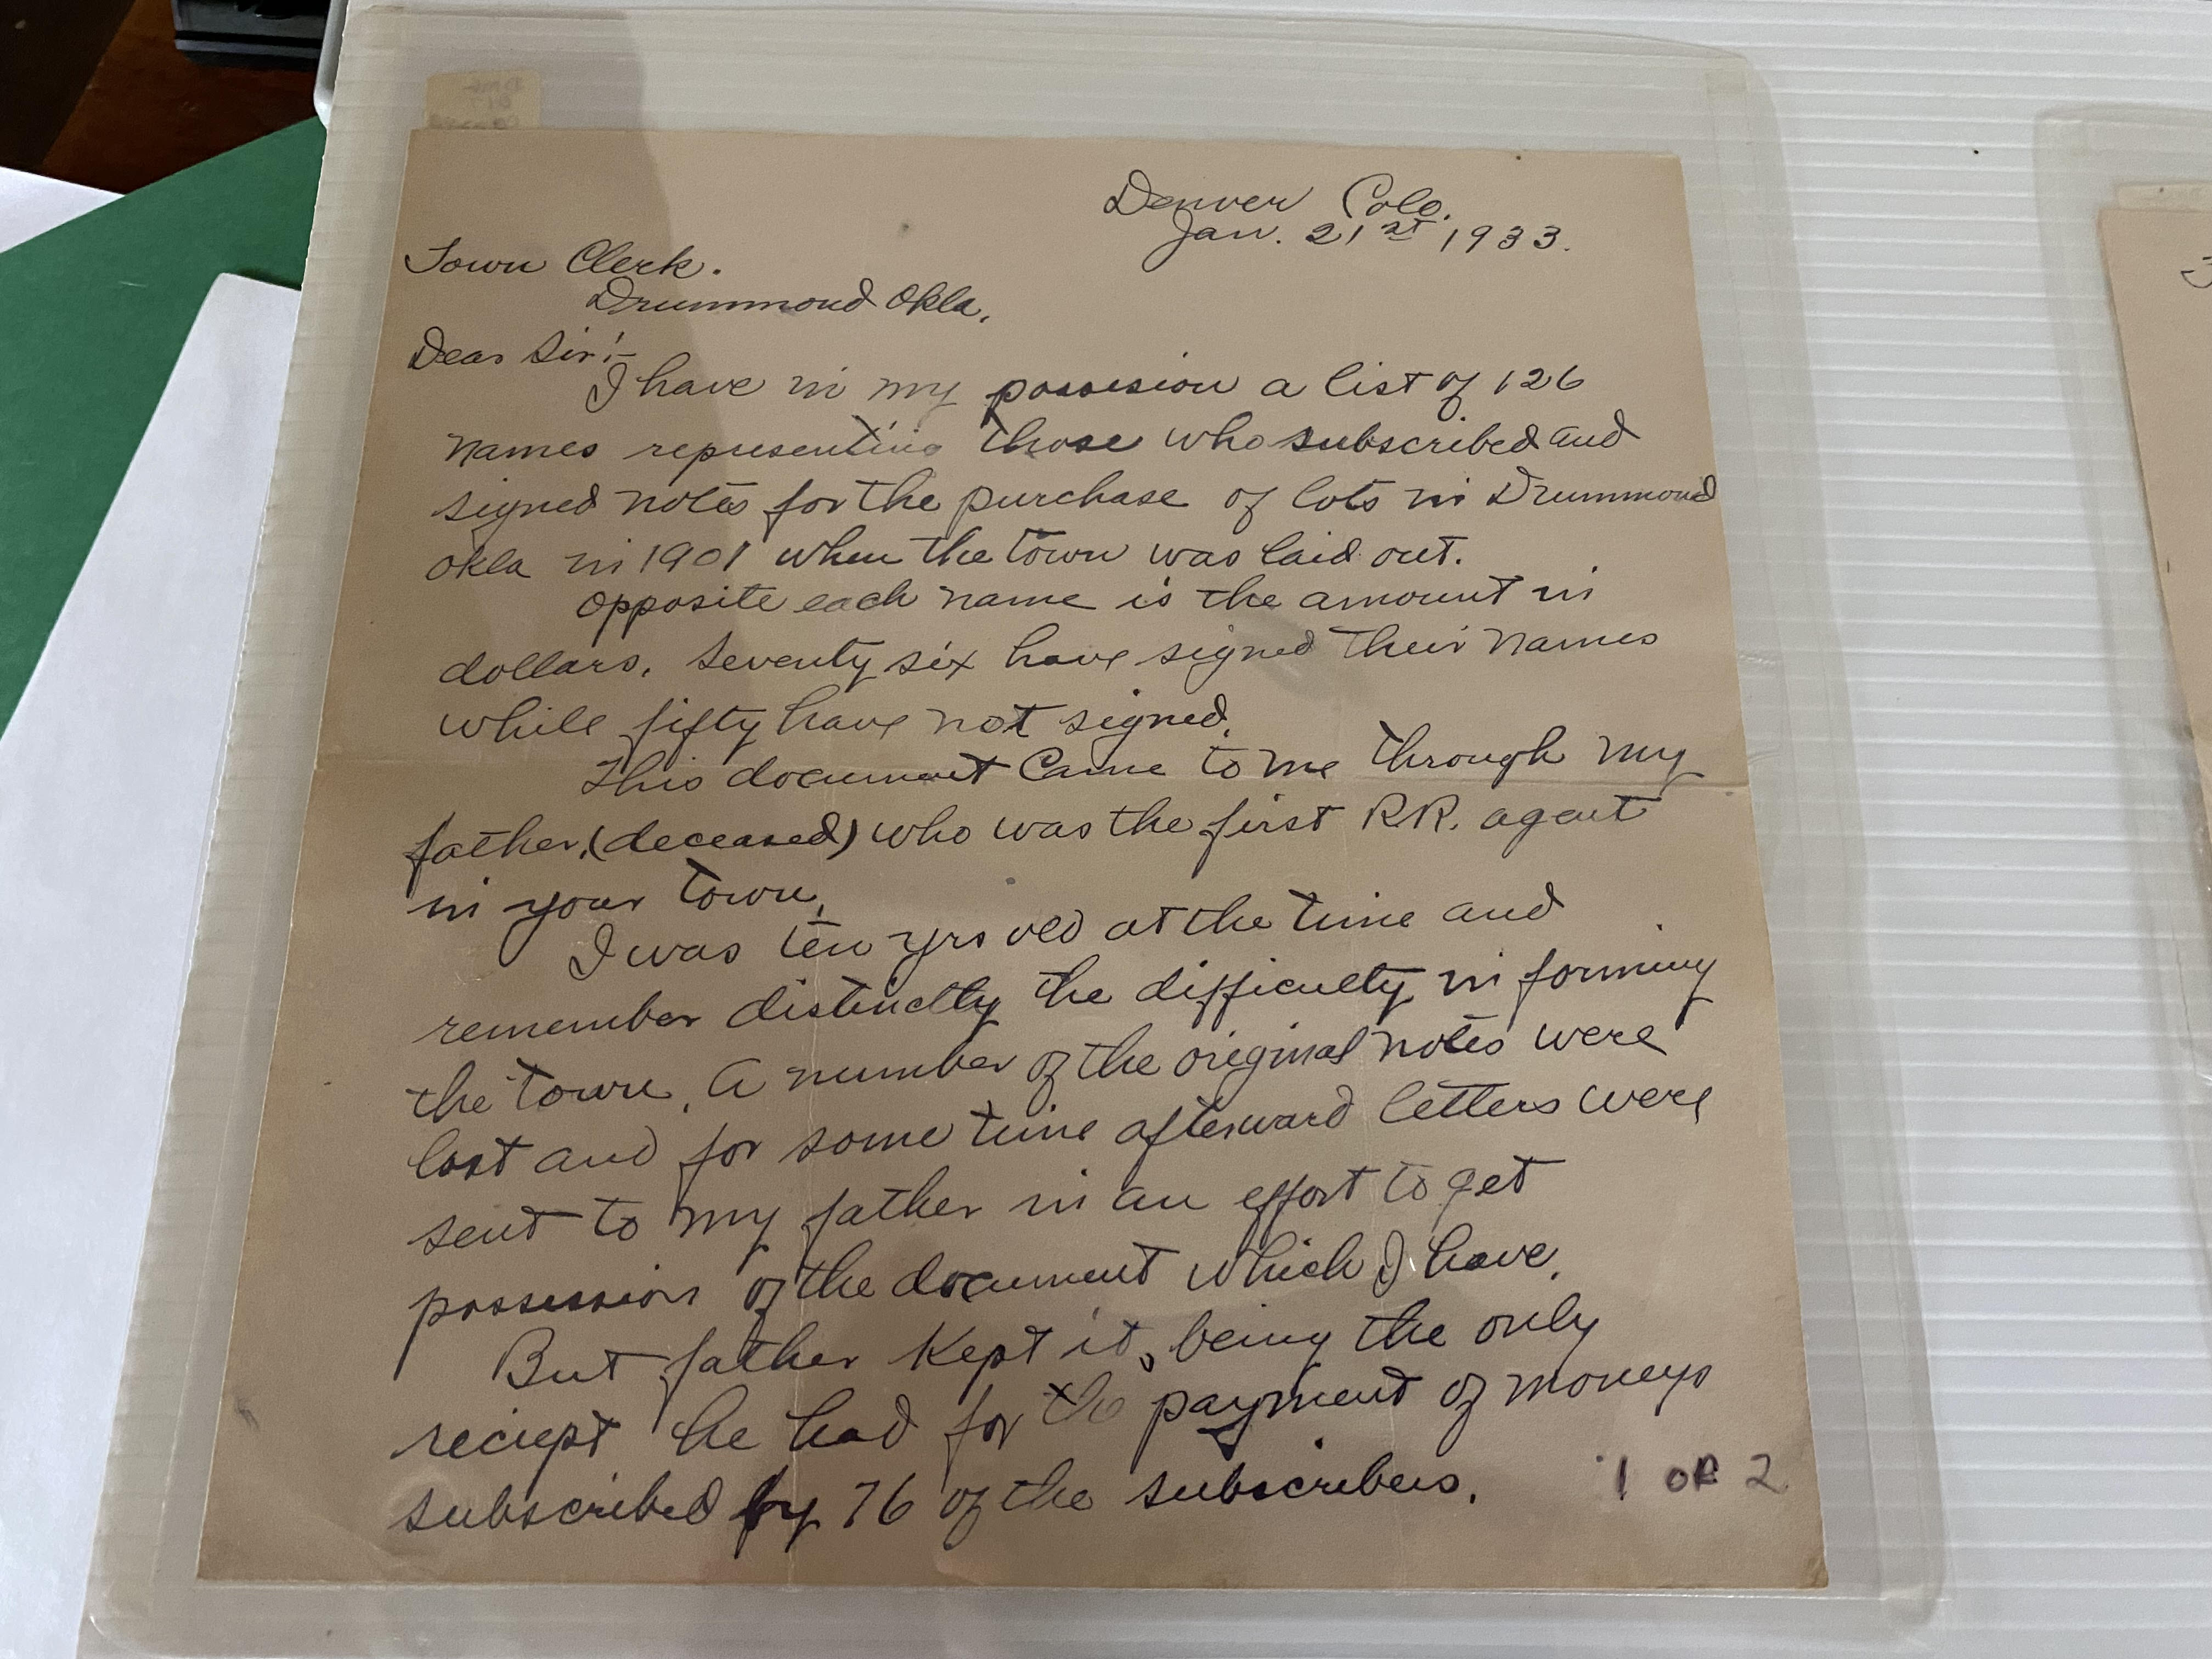 Denver Colo.
Jan. 21st 1933.
Town Clerk.
Drummond Okla.
Dear Sir:-
I have in my possesion a list of 126
names representing those who subscribed and
signed notes for the purchase of lots in Drummond
Okla in 1901 when the town was laid out.
Opposite each name is the amount in
dollars. Seventy six have signed their names
while fifty have not signed.
This document came to me through my
father, (deceased) who was the first RR. agent
in your town.
I was ten yrs old at the time and
remember distinctly the difficulty in forming
the town. A number of the original notes were
lost and for some time afterward letters were
sent to my father in an effort to get
possession of the document which I have.
But father kept it, being the only
reciept he had for the payment of moneys
subscribed by 76 of the subscribers.
1 OF 2